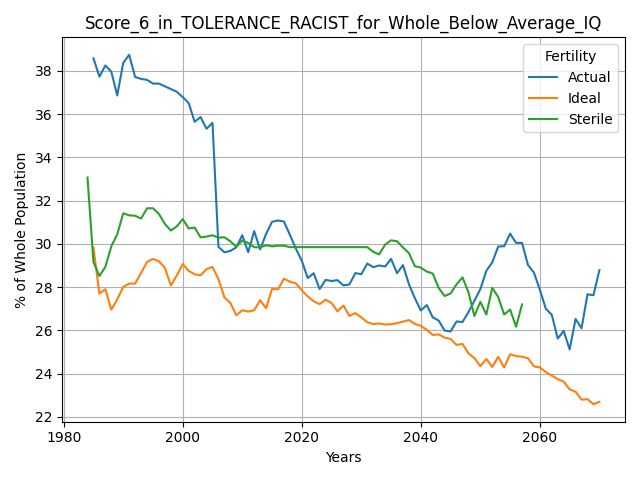 Score_6_in_TOLERANCE_RACIST_for_Whole_Below_Average_IQ
Fertility
Actual
Ideal
Sterile
% of Whole Population
38
36
34
32
30
28
26
24
22
1980
2000
2020
2040
2060
Years